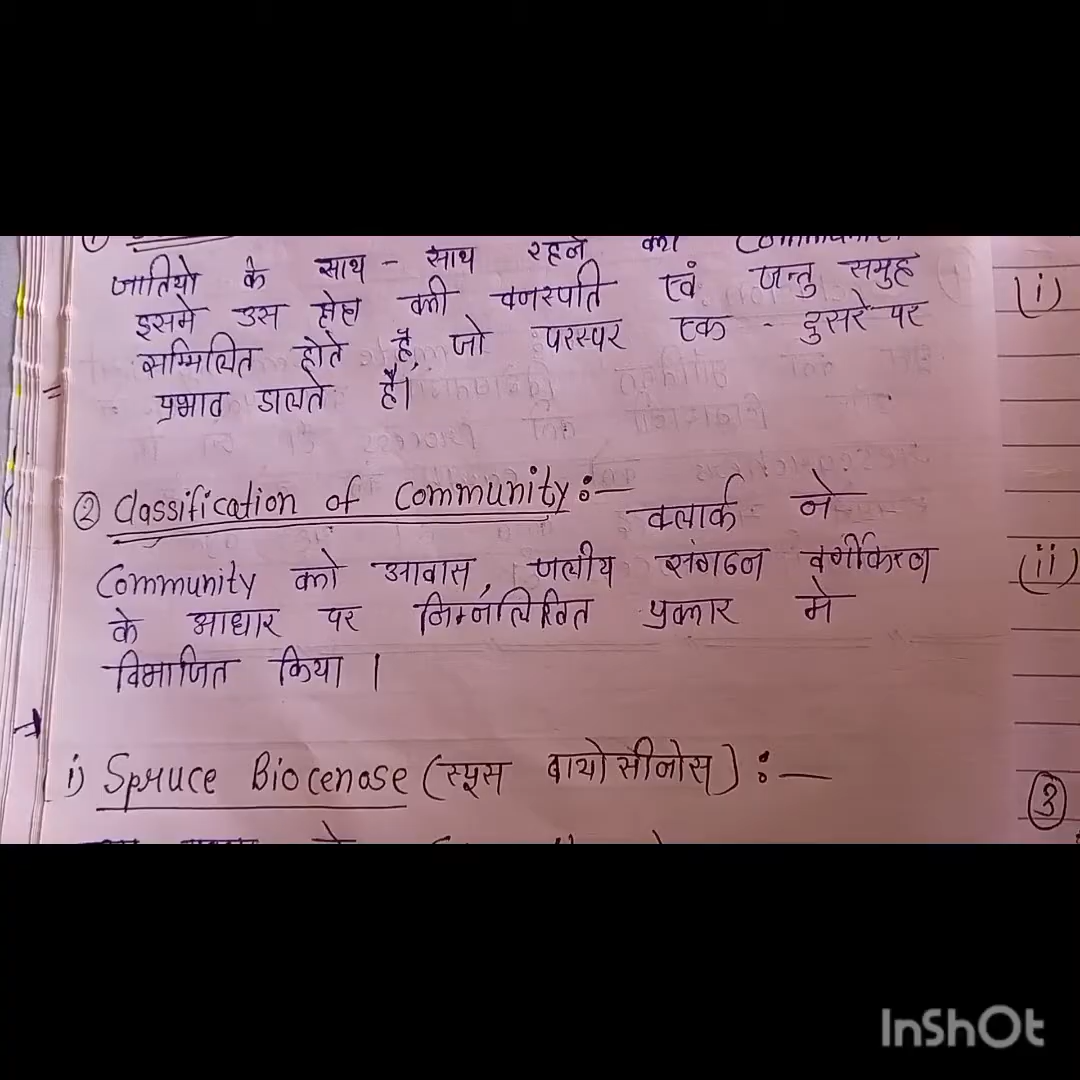 जातियो के साथ - साथ रहने को
इसमे उस क्षेत्र की वनस्पति एवं जन्तु समुह
सम्मिलित होते हैं, जो परस्पर एक - दुसरे पर
प्रभाव डालते है।
② Classification of Community :— क्लार्क ने
Community को आवास, जलीय संगठन वर्गीकरण
के आधार पर निम्नलिखित प्रकार मे
विभाजित किया ।
i) Spruce Biocenose (स्प्रूस बायोसीनोस) :—
(i)
(ii)
③
InShOt